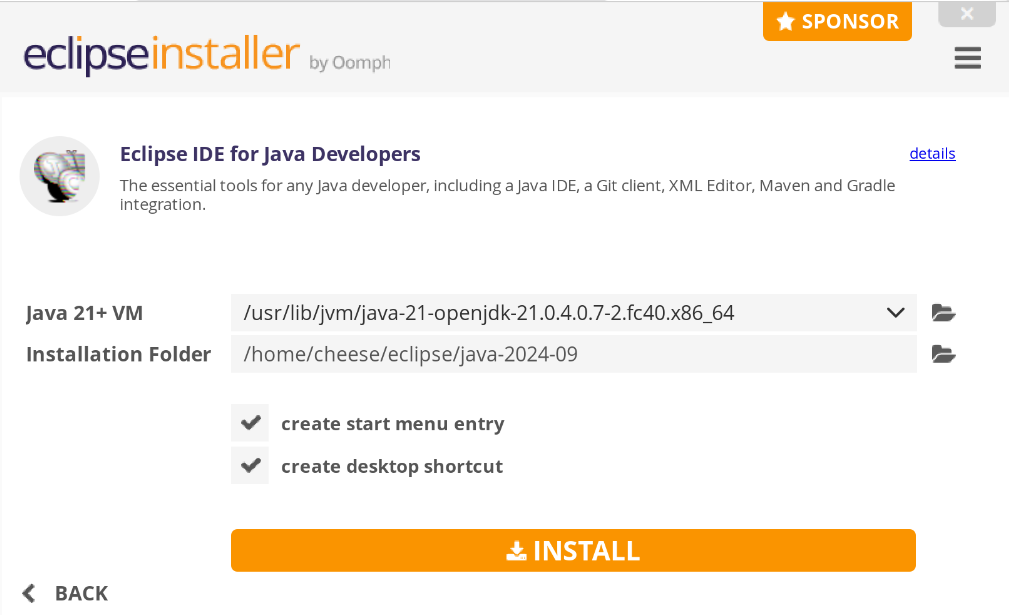 SPONSOR
eclipseinstaller by Oomph
Eclipse IDE for Java Developers
details
The essential tools for any Java developer, including a Java IDE, a Git client, XML Editor, Maven and Gradle
integration.
Java 21+ VM
/usr/lib/jvm/java-21-openjdk-21.0.4.0.7-2.fc40.x86_64
Installation Folder
/home/cheese/eclipse/java-2024-09
create start menu entry
create desktop shortcut
INSTALL
BACK